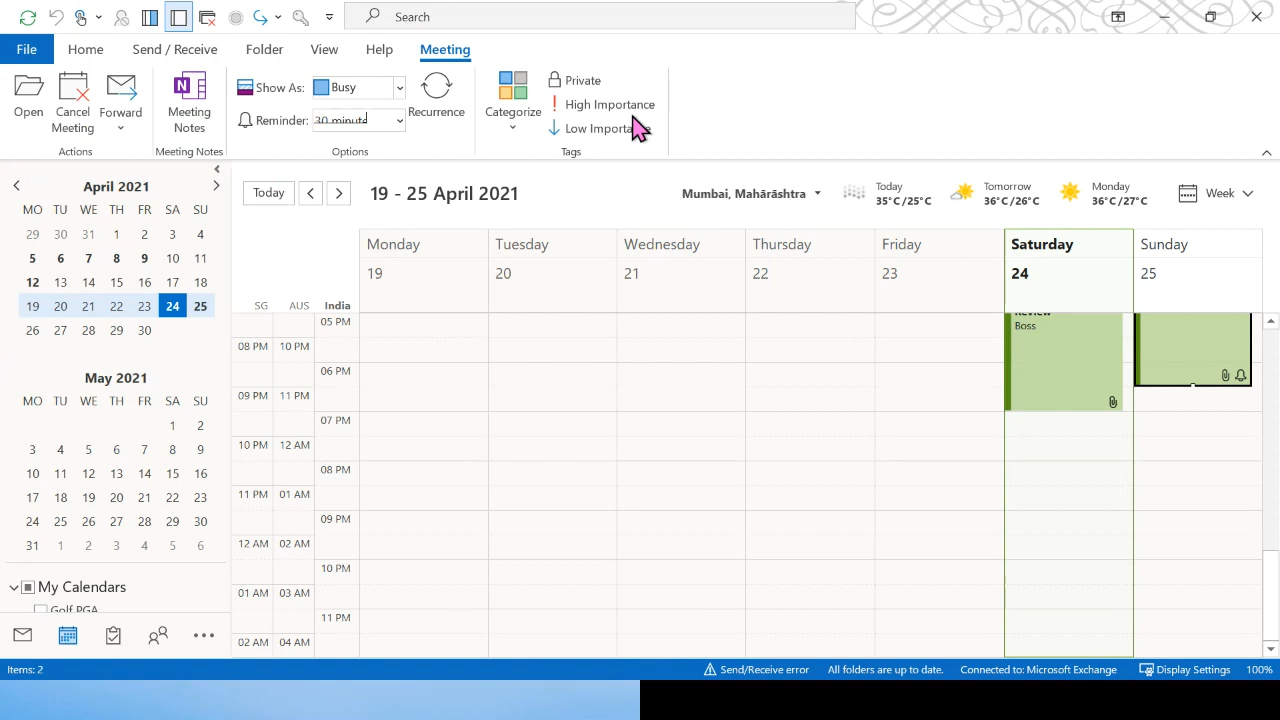 Search
File Home Send / Receive Folder View Help Meeting
Open Cancel Meeting Forward Meeting Notes Show As: Busy Recurrence Categorize Private
High Importance
Reminder: 30 minute Low Importance
Actions Meeting Notes Options Tags
April 2021
MO TU WE TH FR SA SU
29 30 31 1 2 3 4
5 6 7 8 9 10 11
12 13 14 15 16 17 18
19 20 21 22 23 24 25
26 27 28 29 30
May 2021
MO TU WE TH FR SA SU
1 2
3 4 5 6 7 8 9
10 11 12 13 14 15 16
17 18 19 20 21 22 23
24 25 26 27 28 29 30
31 1 2 3 4 5 6
My Calendars
Golf PGA
Today 19 - 25 April 2021 Mumbai, Mahārāshtra Today 35°C/25°C Tomorrow 36°C/26°C Monday 36°C/27°C Week
Monday Tuesday Wednesday Thursday Friday Saturday Sunday
19 20 21 22 23 24 25
SG AUS India
05 PM
Review
Boss
08 PM 10 PM
06 PM
09 PM 11 PM
07 PM
10 PM 12 AM
08 PM
11 PM 01 AM
09 PM
12 AM 02 AM
10 PM
01 AM 03 AM
11 PM
02 AM 04 AM
Items: 2 Send/Receive error All folders are up to date. Connected to: Microsoft Exchange Display Settings 100%